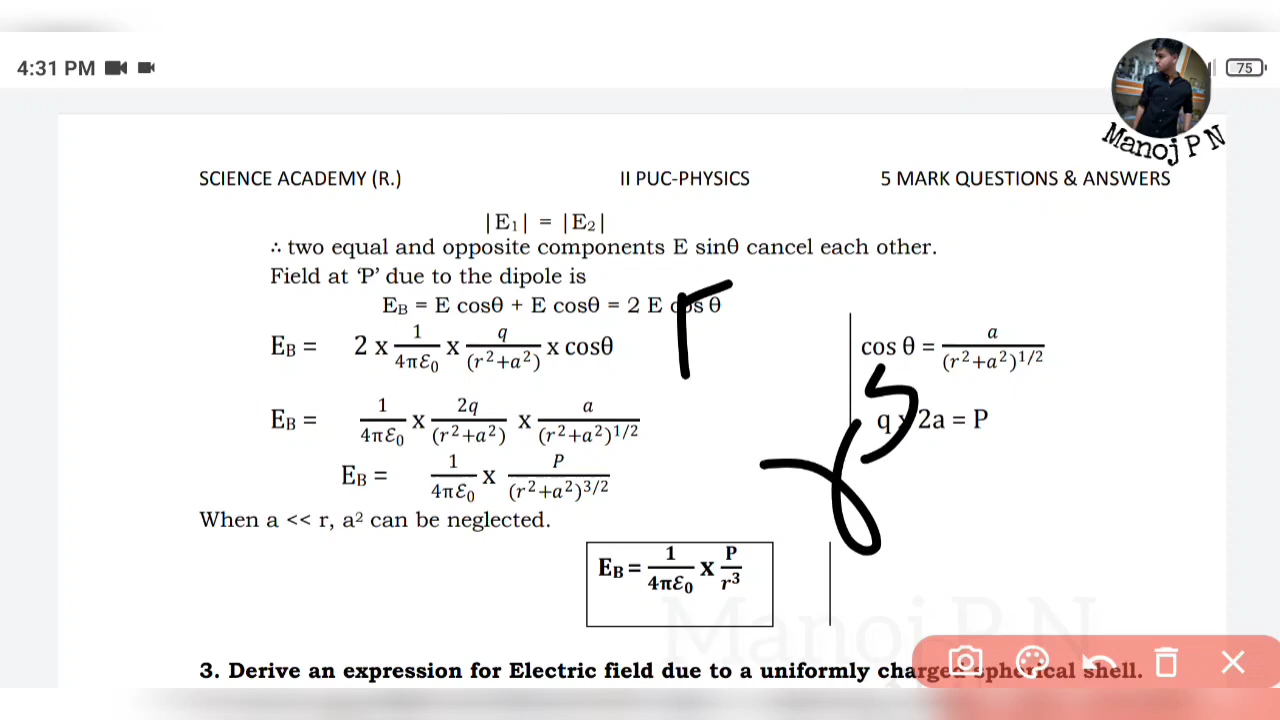 4:31 PM
75
Manoj P N
SCIENCE ACADEMY (R.) II PUC-PHYSICS 5 MARK QUESTIONS & ANSWERS
|E₁| = |E₂|
∴ two equal and opposite components E sinθ cancel each other.
Field at ‘P’ due to the dipole is
E_B = E cosθ + E cosθ = 2 E cos θ
E_B = 2 x 1/4πε₀ x q/(r²+a²) x cosθ
cos θ = a/(r²+a²)^1/2
E_B = 1/4πε₀ x 2q/(r²+a²) x a/(r²+a²)^1/2
q x 2a = P
E_B = 1/4πε₀ x P/(r²+a²)^3/2
When a << r, a² can be neglected.
E_B = 1/4πε₀ x P/r³
Manoj P N
3. Derive an expression for Electric field due to a uniformly charged spherical shell.